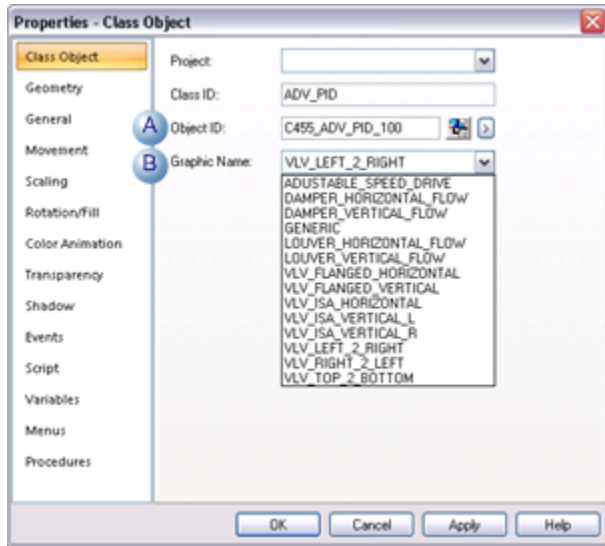 Properties - Class Object
Class Object
Geometry
General
Movement
Scaling
Rotation/Fill
Color Animation
Transparency
Shadow
Events
Script
Variables
Menus
Procedures
Project:
Class ID: ADV_PID
A Object ID: C455_ADV_PID_100 >
B Graphic Name: VLV_LEFT_2_RIGHT
ADUSTABLE_SPEED_DRIVE
DAMPER_HORIZONTAL_FLOW
DAMPER_VERTICAL_FLOW
GENERIC
LOUVER_HORIZONTAL_FLOW
LOUVER_VERTICAL_FLOW
VLV_FLANGED_HORIZONTAL
VLV_FLANGED_VERTICAL
VLV_ISA_HORIZONTAL
VLV_ISA_VERTICAL_L
VLV_ISA_VERTICAL_R
VLV_LEFT_2_RIGHT
VLV_RIGHT_2_LEFT
VLV_TOP_2_BOTTOM
OK Cancel Apply Help